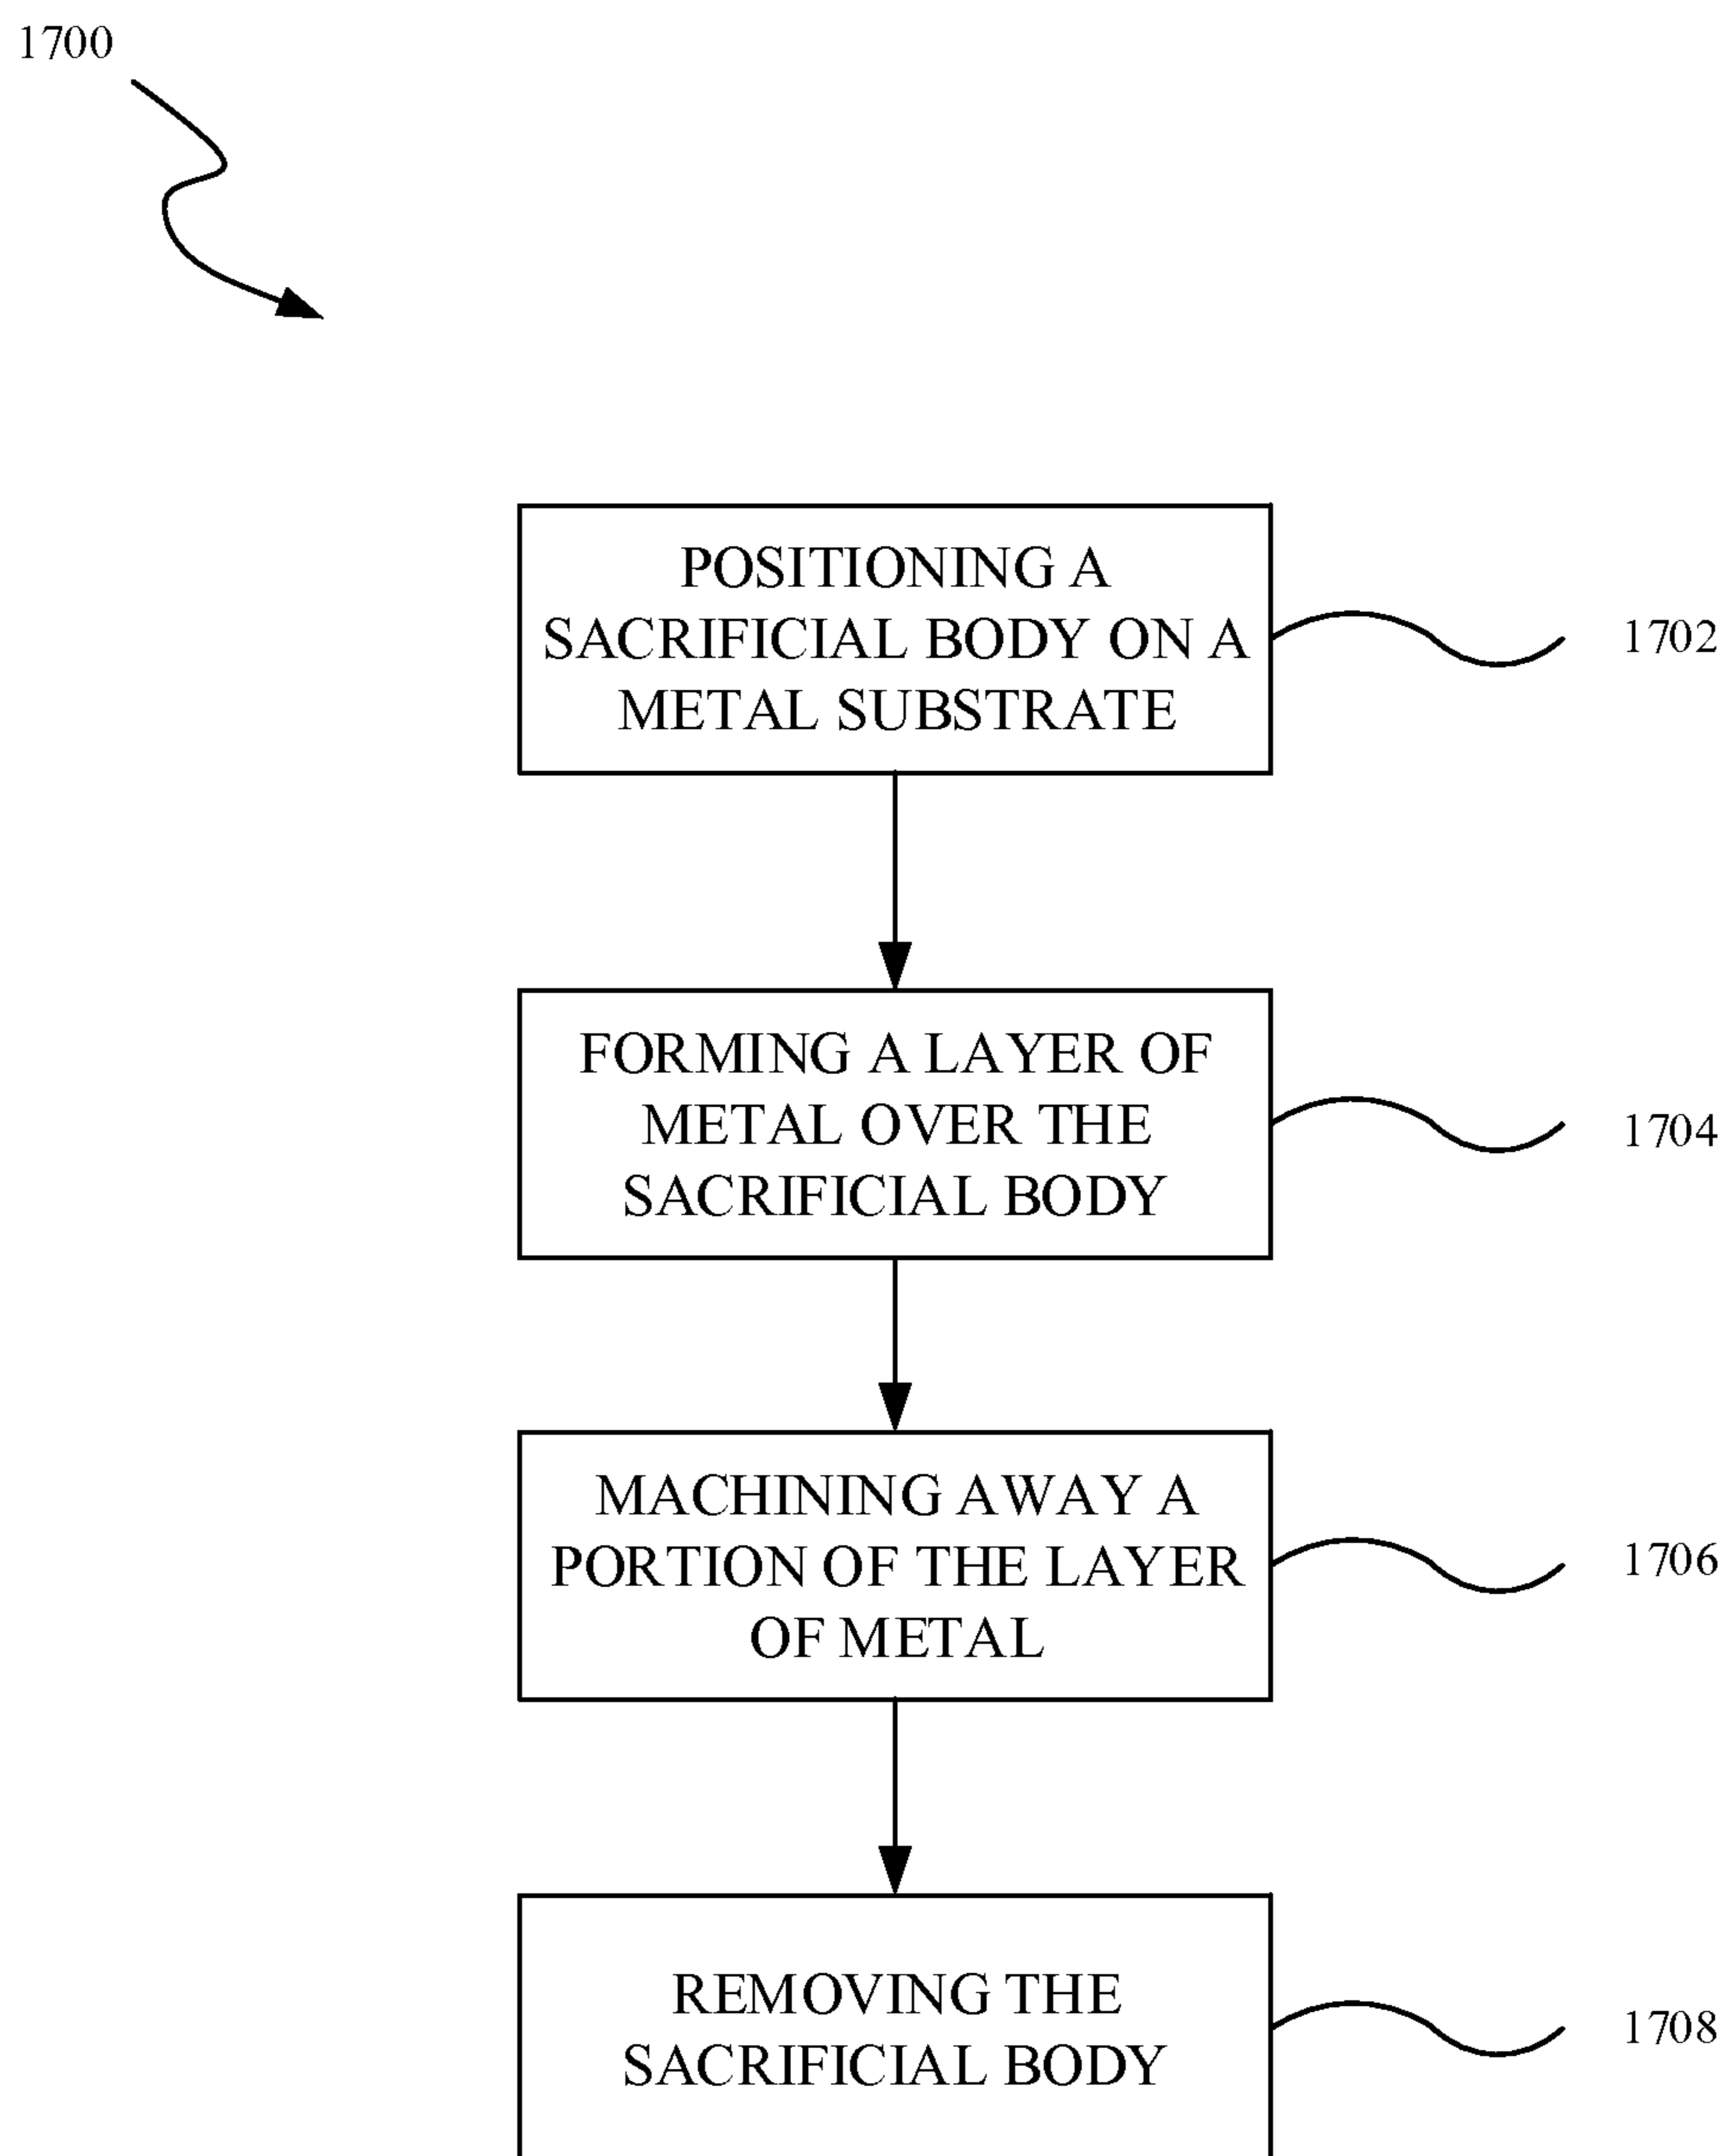 1700
POSITIONING A
SACRIFICIAL BODY ON A
METAL SUBSTRATE
1702
FORMING A LAYER OF
METAL OVER THE
SACRIFICIAL BODY
1704
MACHINING AWAY A
PORTION OF THE LAYER
OF METAL
1706
REMOVING THE
SACRIFICIAL BODY
1708